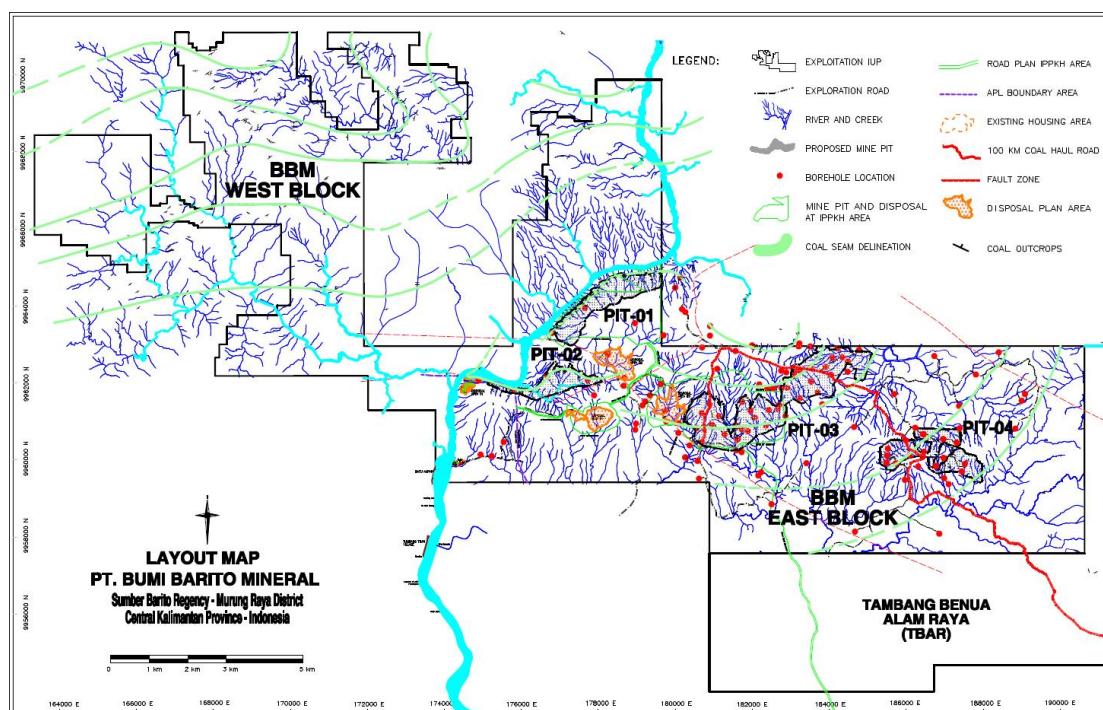 LEGEND:
EXPLOITATION IUP
EXPLORATION ROAD
RIVER AND CREEK
PROPOSED MINE PIT
BOREHOLE LOCATION
MINE PIT AND DISPOSAL
AT IPPKH AREA
COAL SEAM DELINEATION
ROAD PLAN IPPKH AREA
APL BOUNDARY AREA
EXISTING HOUSING AREA
100 KM COAL HAUL ROAD
FAULT ZONE
DISPOSAL PLAN AREA
COAL OUTCROPS
BBM
WEST BLOCK
PIT-01
PIT-02
PIT-03
PIT-04
BBM
EAST BLOCK
TAMBANG BENUA
ALAM RAYA
(TBAR)
LAYOUT MAP
PT. BUMI BARITO MINERAL
Sumber Barito Regency - Murung Raya District
Central Kalimantan Province - Indonesia
0 1 km 2 km 3 km 5 km
9970000 N
9968000 N
9966000 N
9964000 N
9962000 N
9960000 N
9958000 N
9956000 N
164000 E 166000 E 168000 E 170000 E 172000 E 174000 E 176000 E 178000 E 180000 E 182000 E 184000 E 186000 E 188000 E 190000 E